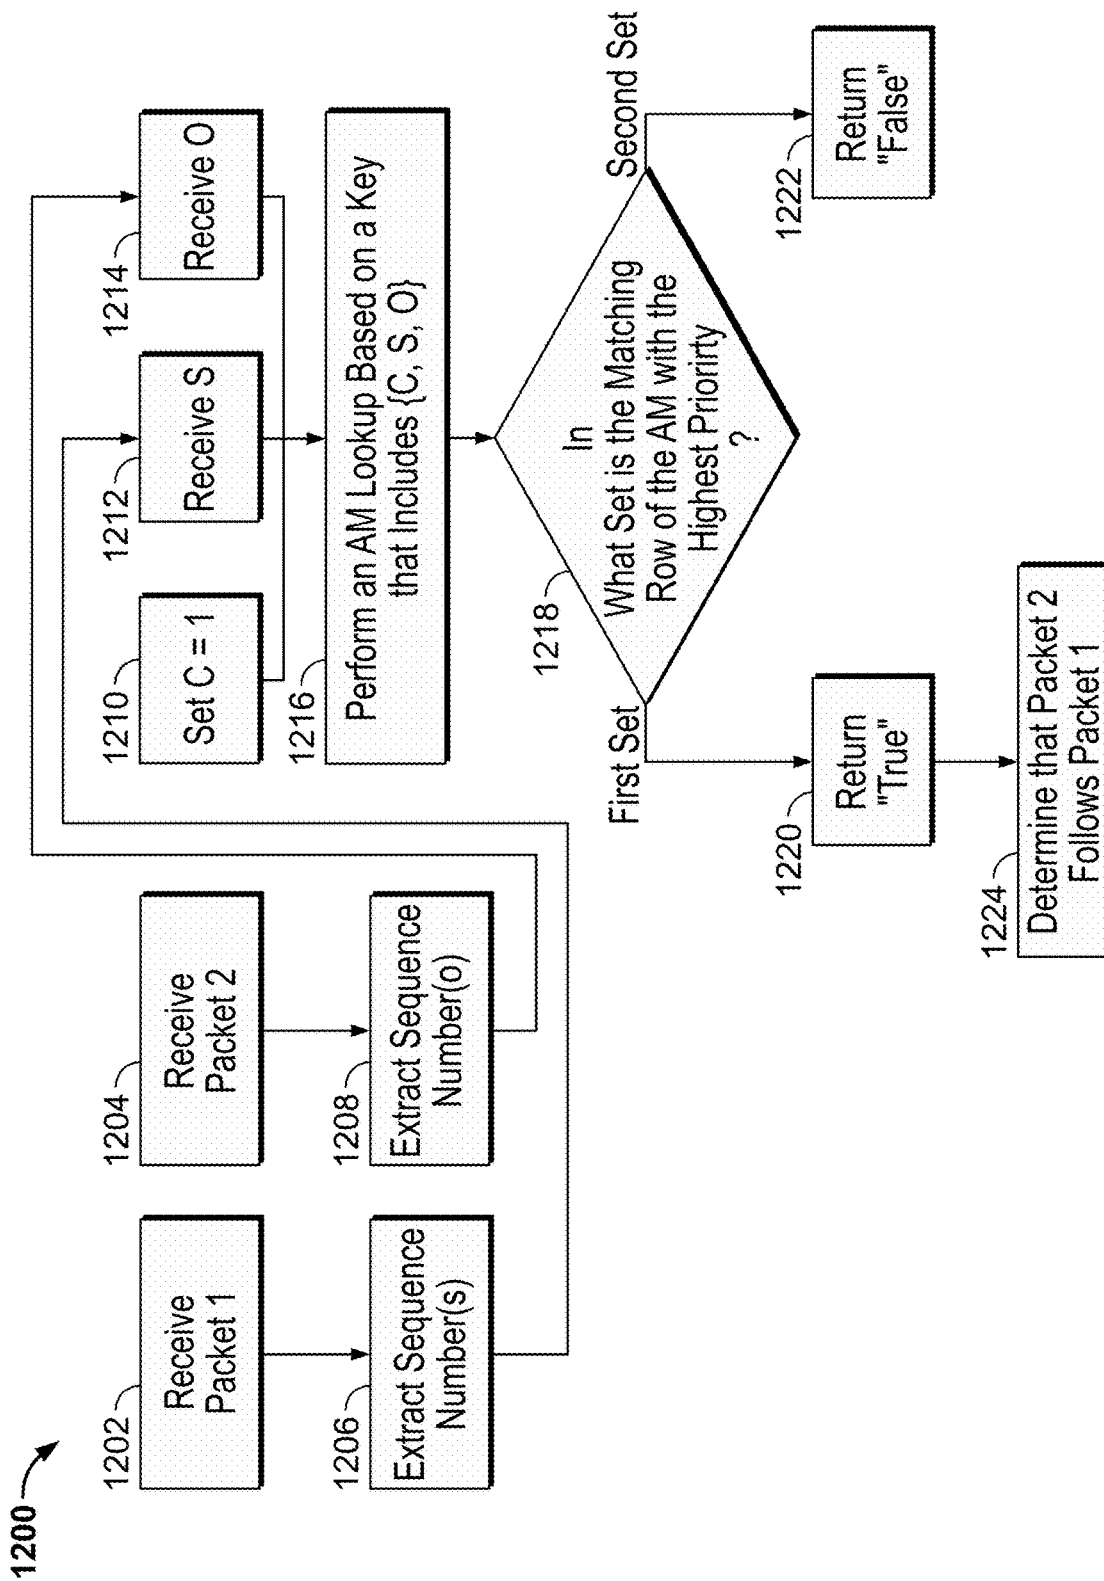 1200
1202
Receive
Packet 1
1204
Receive
Packet 2
1206
Extract Sequence
Number(s)
1208
Extract Sequence
Number(o)
1210
Set C = 1
1212
Receive S
1214
Receive O
1216
Perform an AM Lookup Based on a Key
that Includes {C, S, O}
1218
In
What Set is the Matching
Row of the AM with the
Highest Priorirty
?
First Set
Second Set
1220
Return
"True"
1222
Return
"False"
1224
Determine that Packet 2
Follows Packet 1